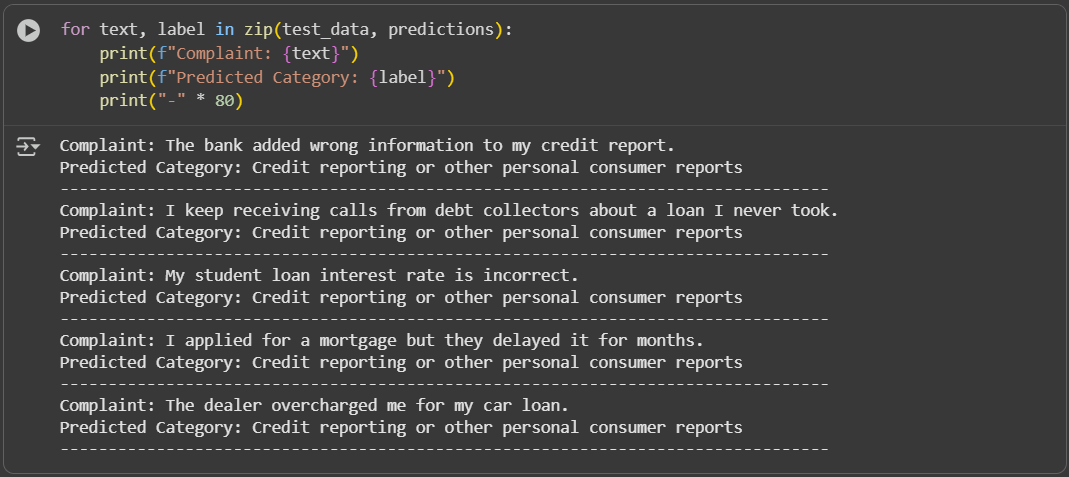 for text, label in zip(test_data, predictions):
    print(f"Complaint: {text}")
    print(f"Predicted Category: {label}")
    print("-" * 80)
Complaint: The bank added wrong information to my credit report.
Predicted Category: Credit reporting or other personal consumer reports
--------------------------------------------------------------------------------
Complaint: I keep receiving calls from debt collectors about a loan I never took.
Predicted Category: Credit reporting or other personal consumer reports
--------------------------------------------------------------------------------
Complaint: My student loan interest rate is incorrect.
Predicted Category: Credit reporting or other personal consumer reports
--------------------------------------------------------------------------------
Complaint: I applied for a mortgage but they delayed it for months.
Predicted Category: Credit reporting or other personal consumer reports
--------------------------------------------------------------------------------
Complaint: The dealer overcharged me for my car loan.
Predicted Category: Credit reporting or other personal consumer reports
--------------------------------------------------------------------------------